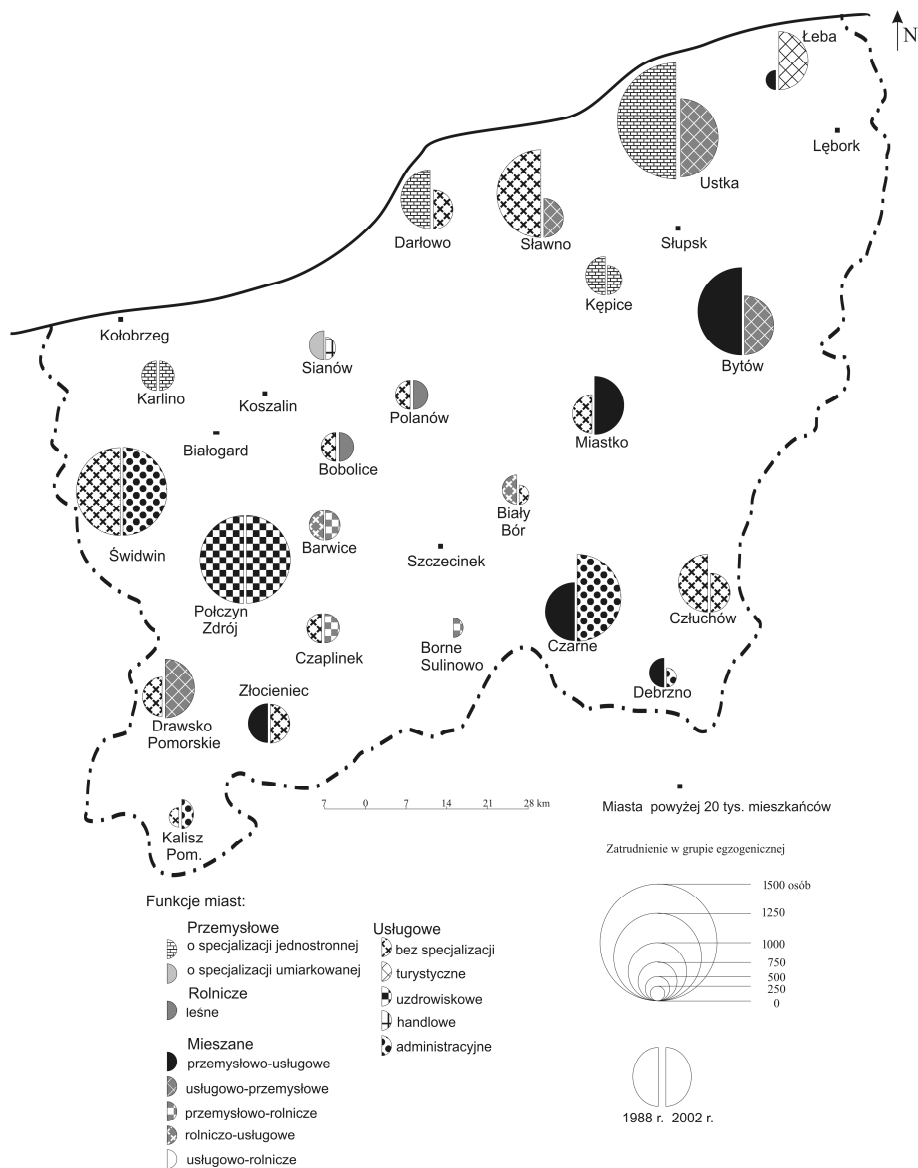 N
Łeba
Lębork
Ustka
Darłowo
Sławno
Słupsk
Kępice
Kołobrzeg
Bytów
Sianów
Karlino
Koszalin
Polanów
Miastko
Białogard
Bobolice
Biały
Bór
Świdwin
Barwice
Szczecinek
Połczyn
Zdrój
Człuchów
Czarne
Czaplinek
Borne
Sulinowo
Debrzno
Złocieniec
Drawsko
Pomorskie
7 0 7 14 21 28 km
Miasta powyżej 20 tys. mieszkańców
Kalisz
Pom.
Zatrudnienie w grupie egzogenicznej
1500 osób
1250
1000
750
500
250
0
Funkcje miast:
Przemysłowe
o specjalizacji jednostronnej
o specjalizacji umiarkowanej
Rolnicze
leśne
Mieszane
przemysłowo-usługowe
usługowo-przemysłowe
przemysłowo-rolnicze
rolniczo-usługowe
usługowo-rolnicze
Usługowe
bez specjalizacji
turystyczne
uzdrowiskowe
handlowe
administracyjne
1988 r. 2002 r.